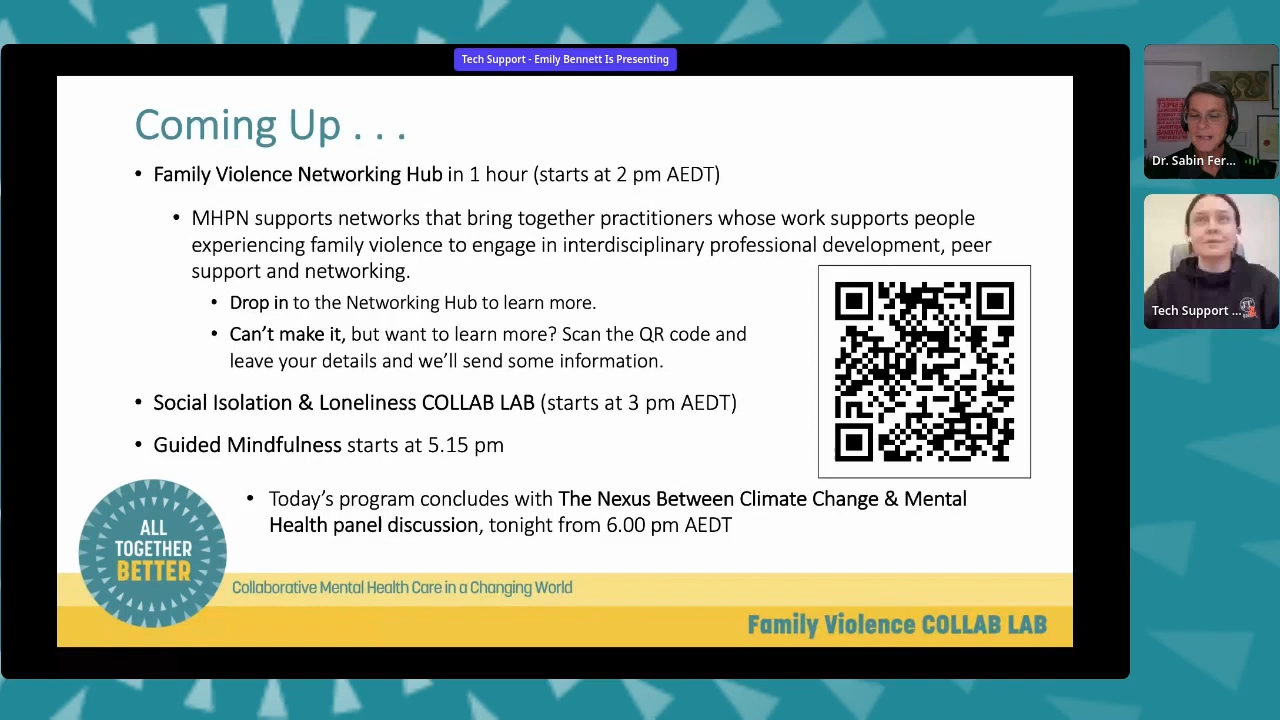 Tech Support - Emily Bennett Is Presenting
Coming Up . . .
• Family Violence Networking Hub in 1 hour (starts at 2 pm AEDT)
• MHPN supports networks that bring together practitioners whose work supports people
experiencing family violence to engage in interdisciplinary professional development, peer
support and networking.
• Drop in to the Networking Hub to learn more.
• Can't make it, but want to learn more? Scan the QR code and
leave your details and we'll send some information.
• Social Isolation & Loneliness COLLAB LAB (starts at 3 pm AEDT)
• Guided Mindfulness starts at 5.15 pm
• Today's program concludes with The Nexus Between Climate Change & Mental
Health panel discussion, tonight from 6.00 pm AEDT
ALL
TOGETHER
BETTER
Collaborative Mental Health Care in a Changing World
Family Violence COLLAB LAB
Dr. Sabin Fer...
Tech Support ...